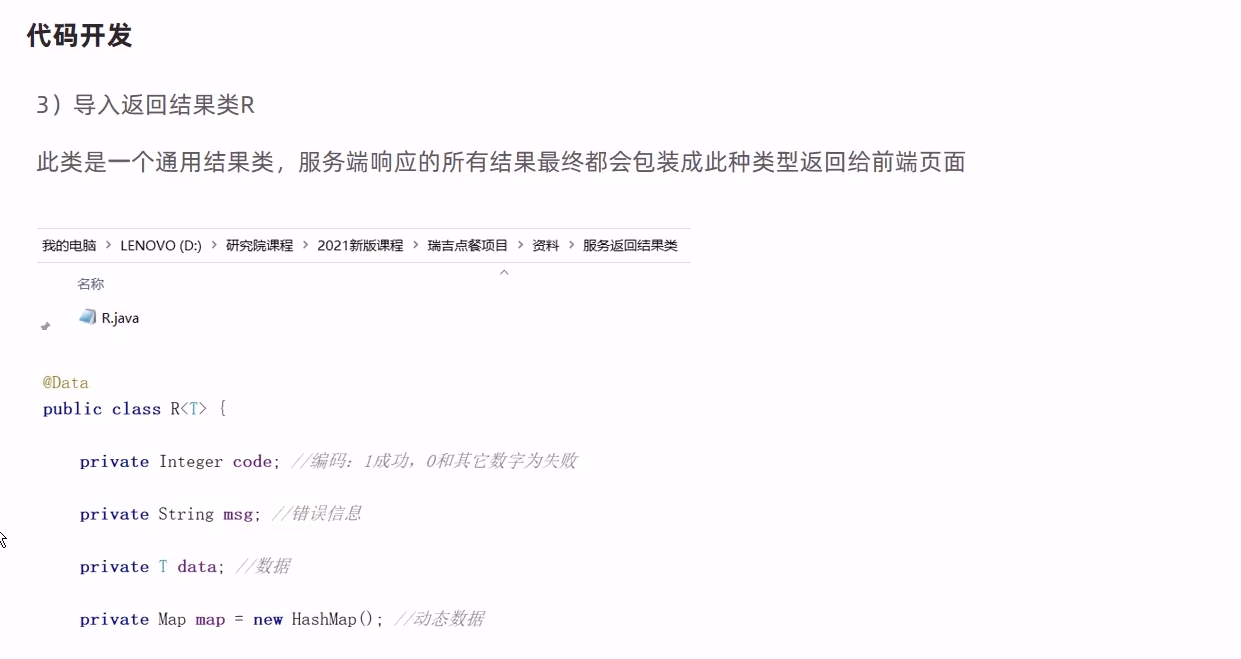 代码开发
3）导入返回结果类R
此类是一个通用结果类，服务端响应的所有结果最终都会包装成此种类型返回给前端页面
我的电脑 > LENOVO (D:) > 研究院课程 > 2021新版课程 > 瑞吉点餐项目 > 资料 > 服务返回结果类
名称
R.java
@Data
public class R<T> {
private Integer code; //编码：1成功，0和其它数字为失败
private String msg; //错误信息
private T data; //数据
private Map map = new HashMap(); //动态数据